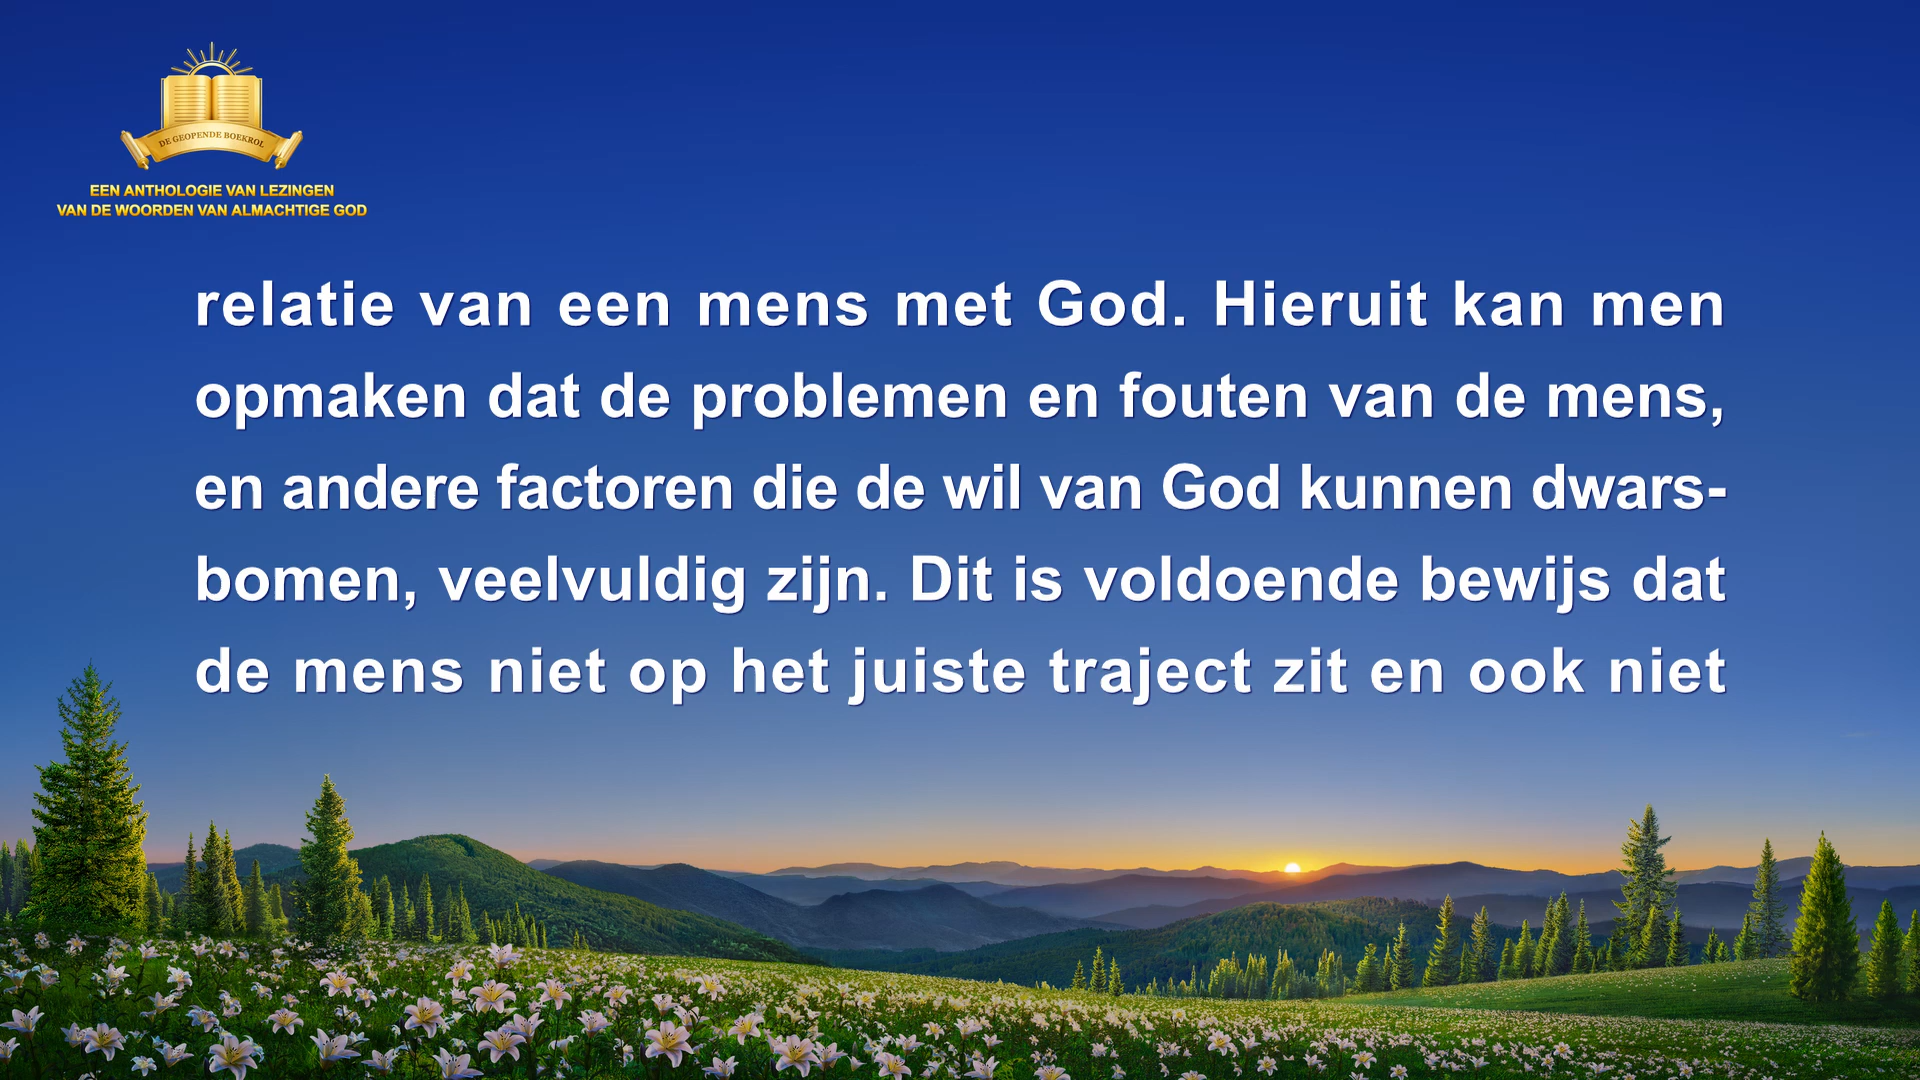 DE GEOPENDE BOEKROL
EEN ANTHOLOGIE VAN LEZINGEN
VAN DE WOORDEN VAN ALMACHTIGE GOD
relatie van een mens met God. Hieruit kan men
opmaken dat de problemen en fouten van de mens,
en andere factoren die de wil van God kunnen dwars-
bomen, veelvuldig zijn. Dit is voldoende bewijs dat
de mens niet op het juiste traject zit en ook niet